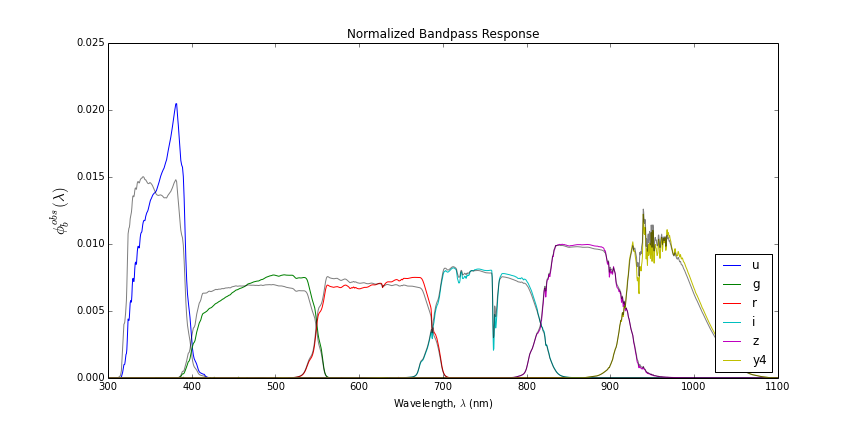 Normalized Bandpass Response
0.025
0.020
0.015
0.010
0.005
0.000
ϕ_b^obs (λ)
300 400 500 600 700 800 900 1000 1100
Wavelength, λ (nm)
u
g
r
i
z
y4